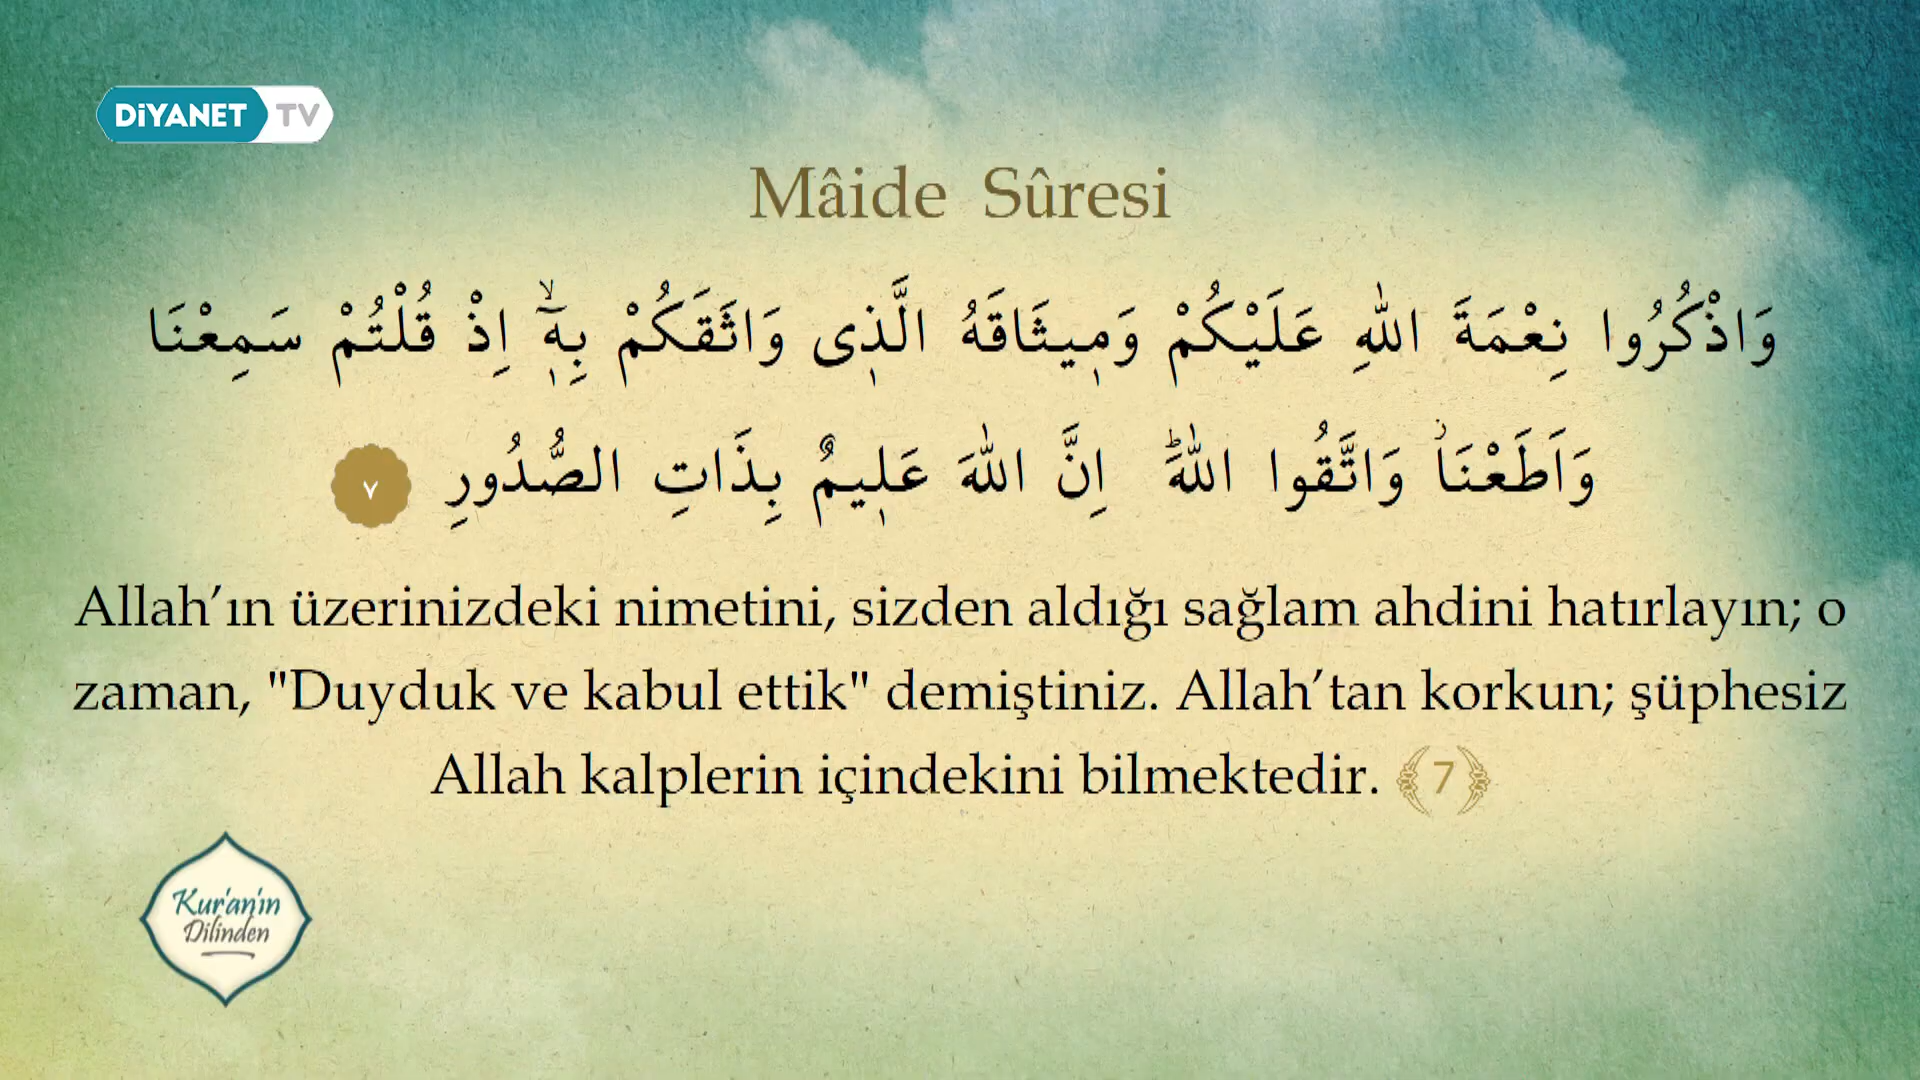 DiYANET TV
Mâide Sûresi
وَاذْكُرُوا نِعْمَةَ اللّٰهِ عَلَيْكُمْ وَمٖيثَاقَهُ الَّذٖى وَاثَقَكُمْ بِهٖٓۙ اِذْ قُلْتُمْ سَمِعْنَا
وَاَطَعْنَاۘ وَاتَّقُوا اللّٰهَؕ اِنَّ اللّٰهَ عَلٖيمٌ بِذَاتِ الصُّدُورِ ٧
Allah’ın üzerinizdeki nimetini, sizden aldığı sağlam ahdini hatırlayın; o
zaman, "Duyduk ve kabul ettik" demiştiniz. Allah’tan korkun; şüphesiz
Allah kalplerin içindekini bilmektedir. ﴾7﴿
Kur'an'ın
Dilinden